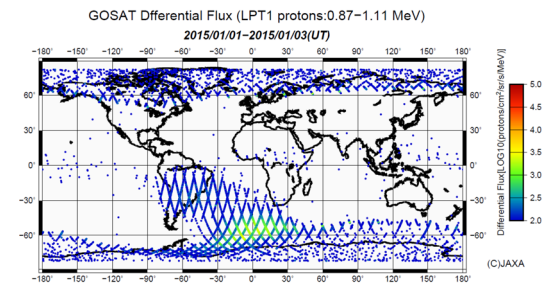 GOSAT Dfferential Flux (LPT1 protons:0.87−1.11 MeV)
2015/01/01−2015/01/03(UT)
−180˚ −150˚ −120˚ −90˚ −60˚ −30˚ 0˚ 30˚ 60˚ 90˚ 120˚ 150˚ 180˚
60˚ 60˚
30˚ 30˚
0˚ 0˚
−30˚ −30˚
−60˚ −60˚
−180˚ −150˚ −120˚ −90˚ −60˚ −30˚ 0˚ 30˚ 60˚ 90˚ 120˚ 150˚ 180˚
5.0
4.5
4.0
3.5
3.0
2.5
2.0
Differential Flux[LOG10(protons/cm²/sr/s/MeV)]
(C)JAXA